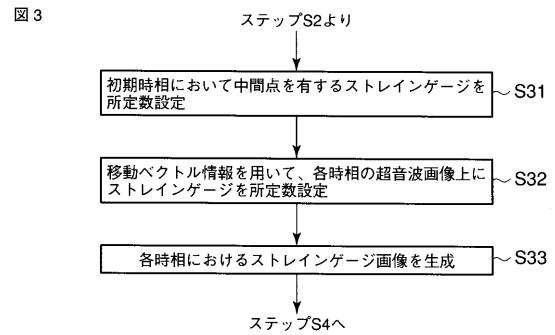 図3
ステップS2より
初期時相において中間点を有するストレインゲージを
所定数設定
S31
移動ベクトル情報を用いて、各時相の超音波画像上に
ストレインゲージを所定数設定
S32
各時相におけるストレインゲージ画像を生成
S33
ステップS4へ